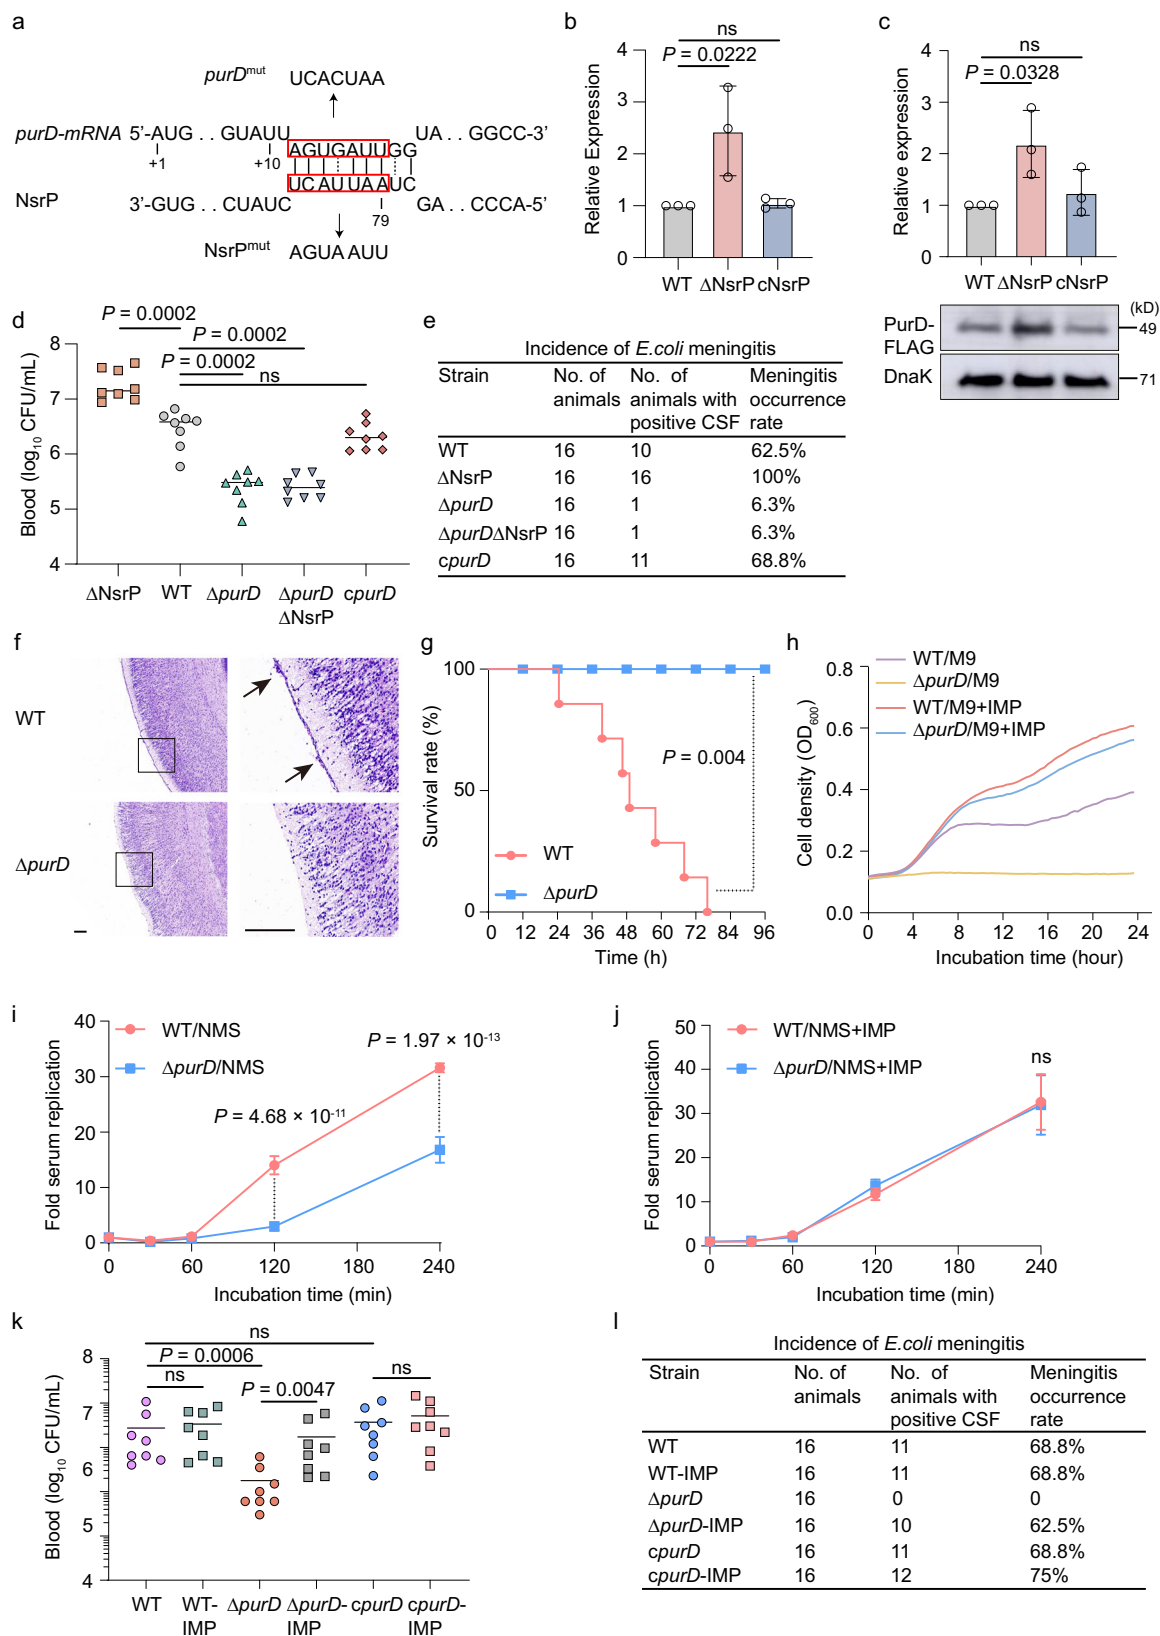 a
purD^mut UCACUAA
purD-mRNA 5'-AUG . . GUAUU AGUGAUUGG UA . . GGCC-3'
+1 +10
NsrP 3'-GUG . . CUAUC UCAUUAAUC GA . . CCCA-5'
79
NsrP^mut AGUAAUU
b
ns
P = 0.0222
Relative Expression
4
3
2
1
0
WT ΔNsrP cNsrP
c
ns
P = 0.0328
Relative expression
4
3
2
1
0
WT ΔNsrP cNsrP
(kD)
PurD-FLAG 49
DnaK 71
d
P = 0.0002
P = 0.0002
P = 0.0002
ns
Blood (log₁₀ CFU/mL)
8
7
6
5
4
ΔNsrP WT ΔpurD ΔpurD ΔNsrP cpurD
e
Incidence of E.coli meningitis
Strain No. of animals No. of animals with positive CSF Meningitis occurrence rate
WT 16 10 62.5%
ΔNsrP 16 16 100%
ΔpurD 16 1 6.3%
ΔpurDΔNsrP 16 1 6.3%
cpurD 16 11 68.8%
f
WT
ΔpurD
g
Survival rate (%)
100
50
0
P = 0.004
WT
ΔpurD
0 12 24 36 48 60 72 84 96
Time (h)
h
WT/M9
ΔpurD/M9
WT/M9+IMP
ΔpurD/M9+IMP
Cell density (OD₆₀₀)
0.8
0.6
0.4
0.2
0.0
0 4 8 12 16 20 24
Incubation time (hour)
i
WT/NMS
ΔpurD/NMS
P = 1.97 × 10⁻¹³
P = 4.68 × 10⁻¹¹
Fold serum replication
40
30
20
10
0
0 60 120 180 240
Incubation time (min)
j
WT/NMS+IMP
ΔpurD/NMS+IMP
ns
Fold serum replication
50
40
30
20
10
0
0 60 120 180 240
Incubation time (min)
k
ns
P = 0.0006
ns
P = 0.0047
ns
Blood (log₁₀ CFU/mL)
8
7
6
5
4
WT WT-IMP ΔpurD ΔpurD-IMP cpurD cpurD-IMP
l
Incidence of E.coli meningitis
Strain No. of animals No. of animals with positive CSF Meningitis occurrence rate
WT 16 11 68.8%
WT-IMP 16 11 68.8%
ΔpurD 16 0 0
ΔpurD-IMP 16 10 62.5%
cpurD 16 11 68.8%
cpurD-IMP 16 12 75%